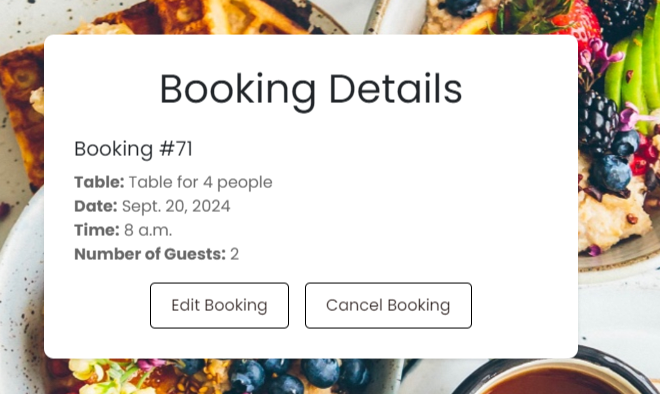 Booking Details
Booking #71
Table: Table for 4 people
Date: Sept. 20, 2024
Time: 8 a.m.
Number of Guests: 2
Edit Booking
Cancel Booking